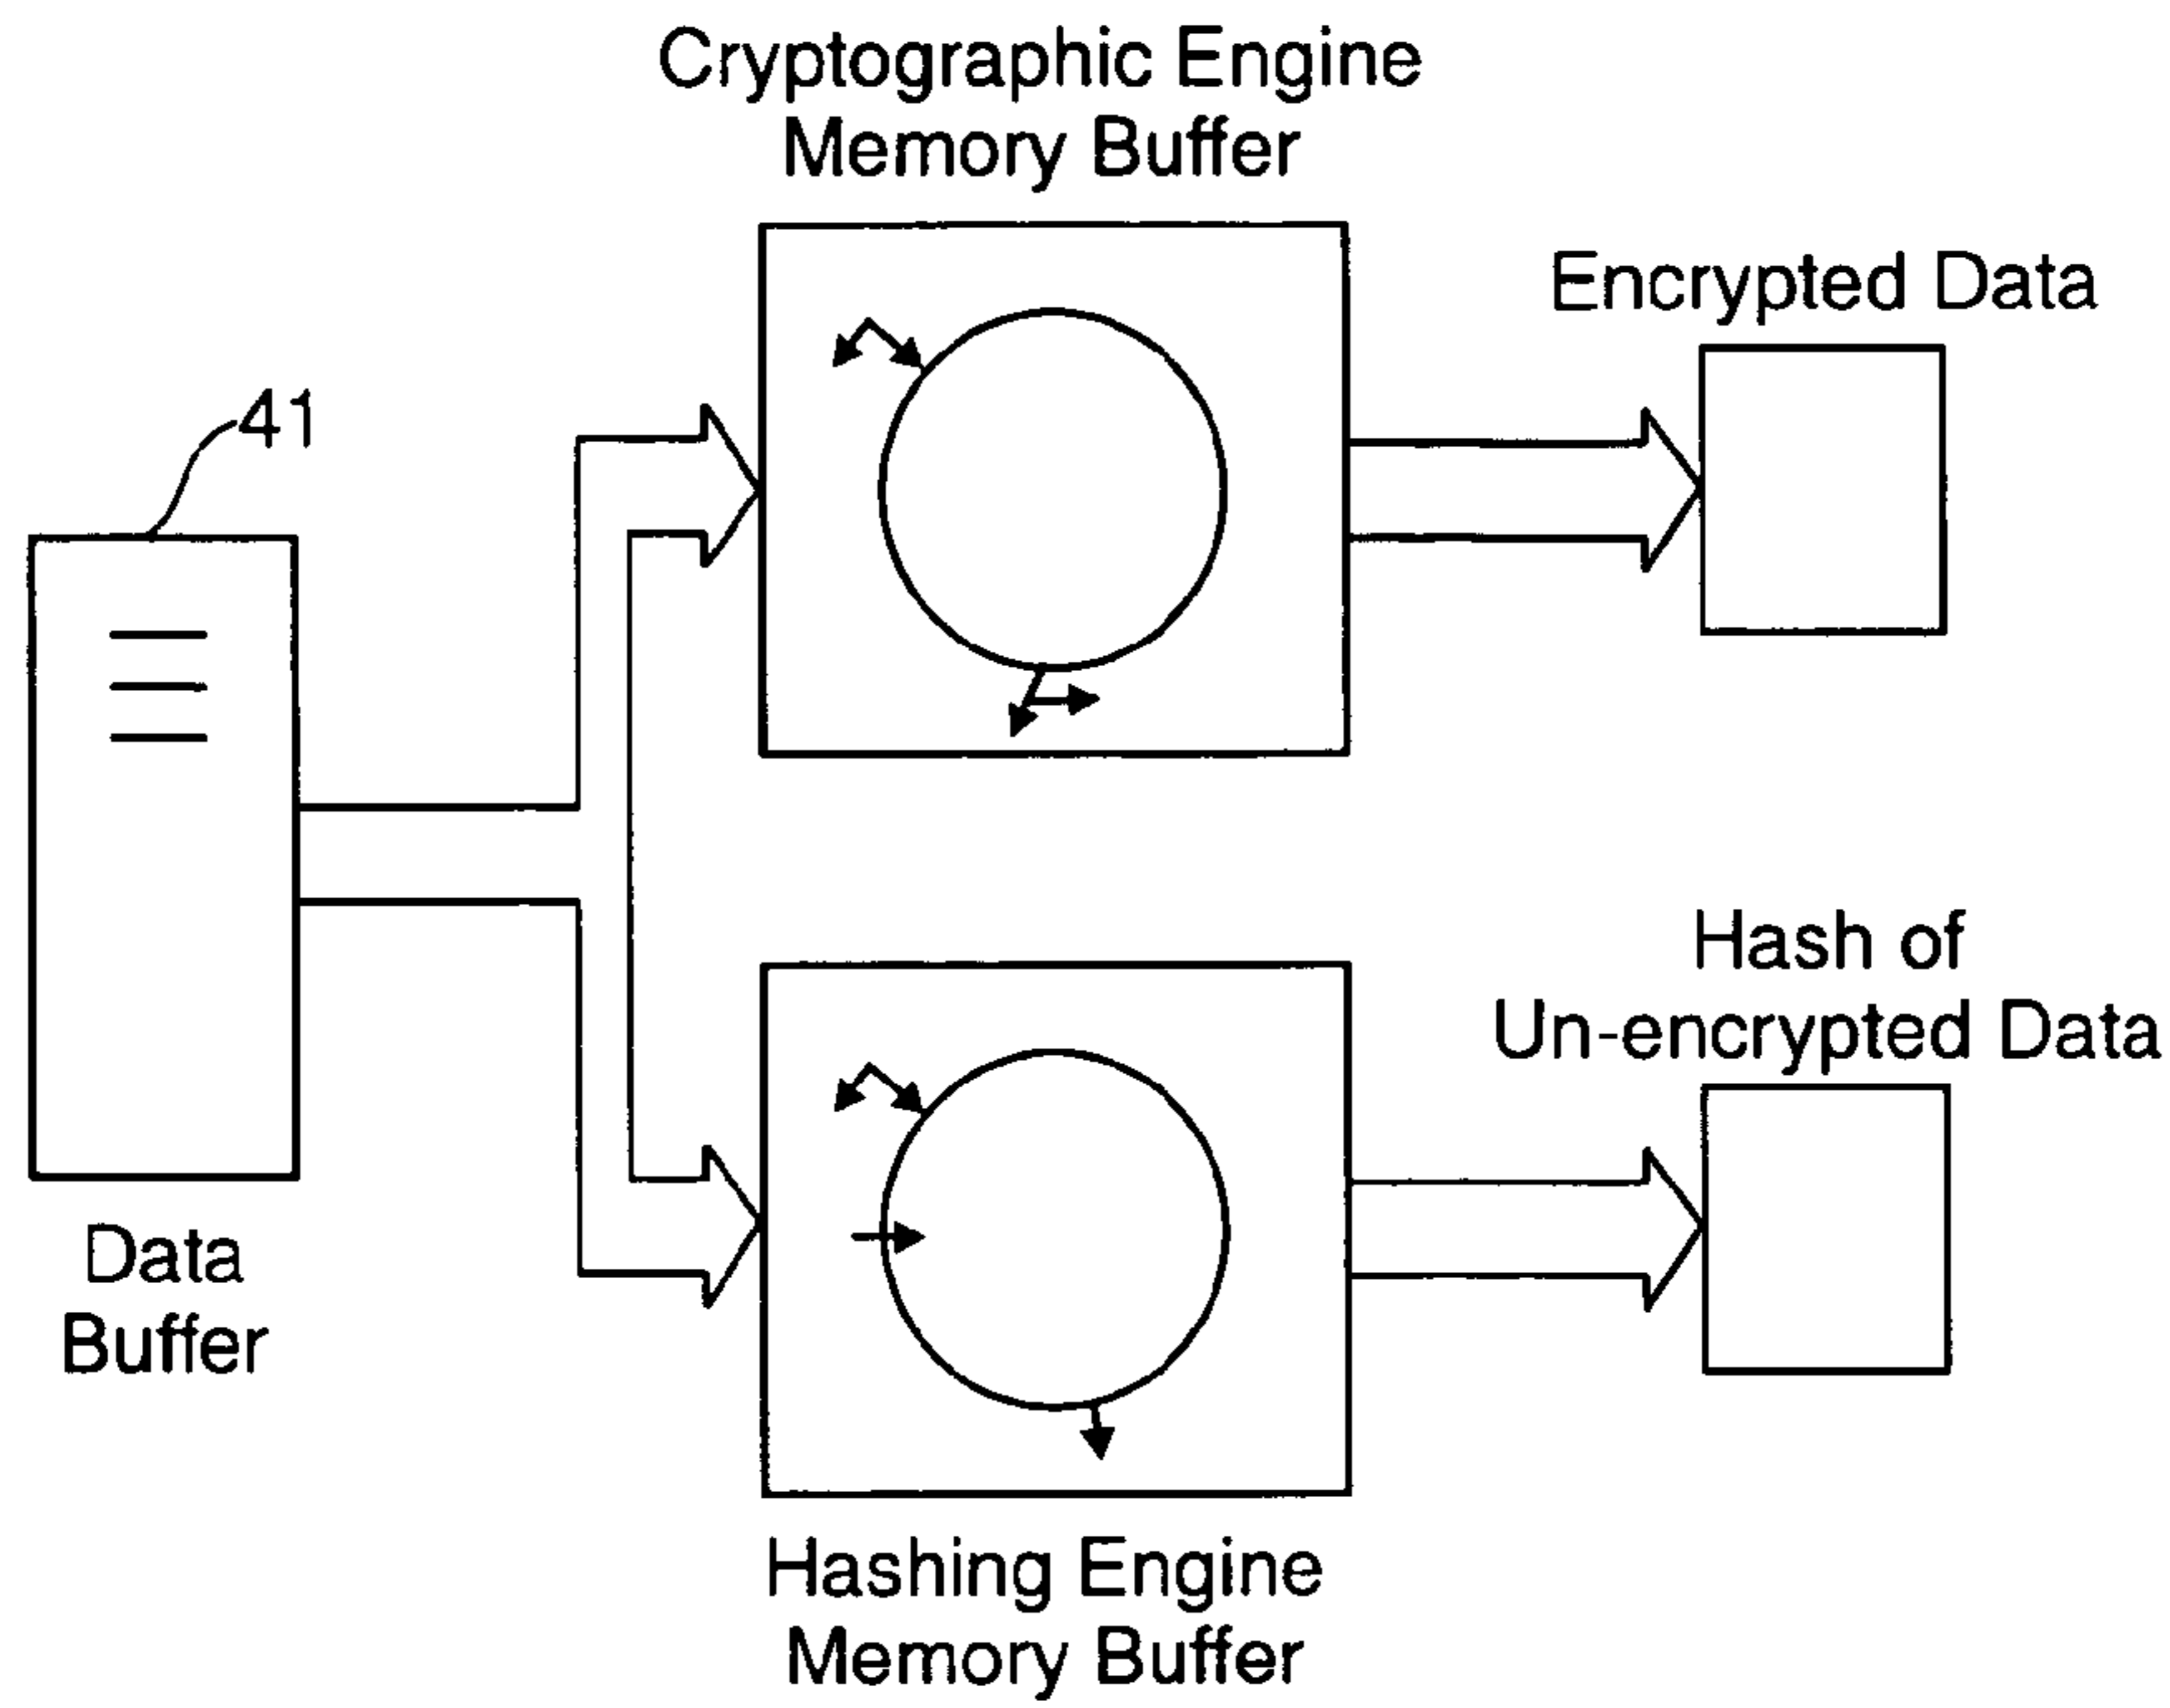 Cryptographic Engine
Memory Buffer
Encrypted Data
41
Hash of
Un-encrypted Data
Data
Buffer
Hashing Engine
Memory Buffer